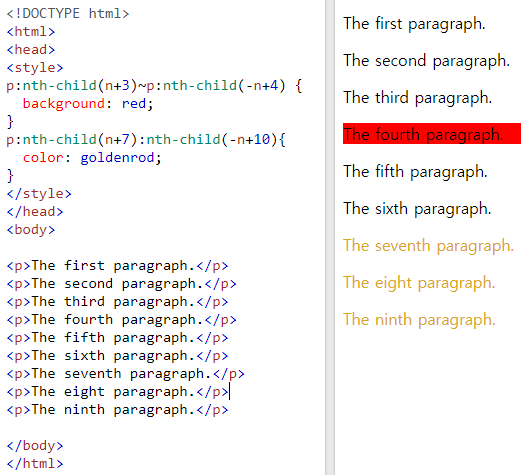 <!DOCTYPE html>
<html>
<head>
<style>
p:nth-child(n+3)~p:nth-child(-n+4) {
  background: red;
}
p:nth-child(n+7):nth-child(-n+10){
  color: goldenrod;
}
</style>
</head>
<body>

<p>The first paragraph.</p>
<p>The second paragraph.</p>
<p>The third paragraph.</p>
<p>The fourth paragraph.</p>
<p>The fifth paragraph.</p>
<p>The sixth paragraph.</p>
<p>The seventh paragraph.</p>
<p>The eight paragraph.</p>
<p>The ninth paragraph.</p>

</body>
</html>
The first paragraph.
The second paragraph.
The third paragraph.
The fourth paragraph.
The fifth paragraph.
The sixth paragraph.
The seventh paragraph.
The eight paragraph.
The ninth paragraph.